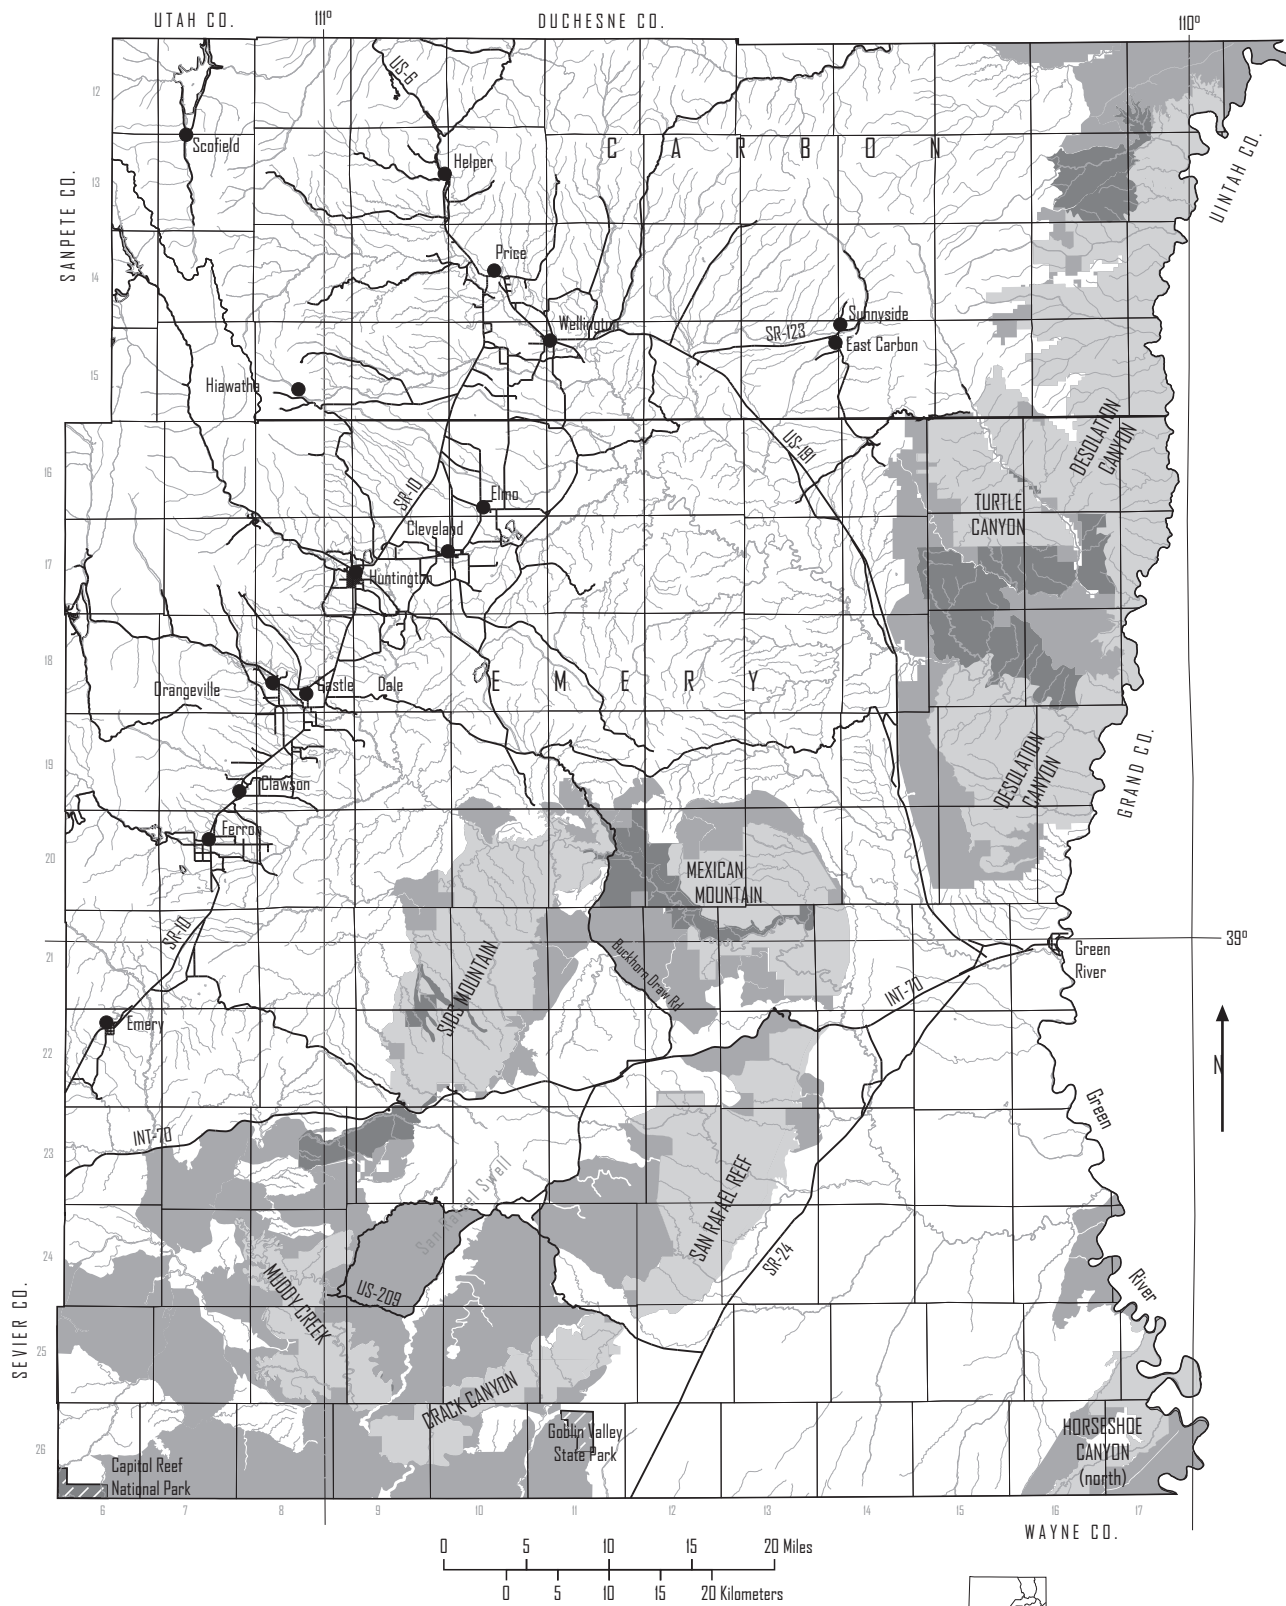 UTAH CO.
111°
DUCHESNE CO.
110°
US-6
12
Scofield
C A R B O N
Helper
13
SANPETE CO.
UINTAH CO.
Price
14
Sunnyside
Wellington
SR-123
East Carbon
15
Hiawatha
DESOLATION
CANYON
US-191
16
SR-10
Elmo
TURTLE
CANYON
Cleveland
17
Huntington
18
Orangeville
Castle Dale
E M E R Y
19
Clawson
DESOLATION
CANYON
GRAND CO.
Ferron
20
MEXICAN
MOUNTAIN
SR-10
39°
21
Green
River
Buckhorn Draw Rd
SIDS MOUNTAIN
INT-70
Emery
22
N
Green
INT-70
23
San Rafael Swell
SAN RAFAEL REEF
24
SR-24
MUDDY CREEK
US-209
River
SEVIER CO.
25
CRACK CANYON
Goblin Valley
State Park
HORSESHOE
CANYON
(north)
26
Capitol Reef
National Park
6 7 8 9 10 11 12 13 14 15 16 17
WAYNE CO.
0 5 10 15 20 Miles
0 5 10 15 20 Kilometers